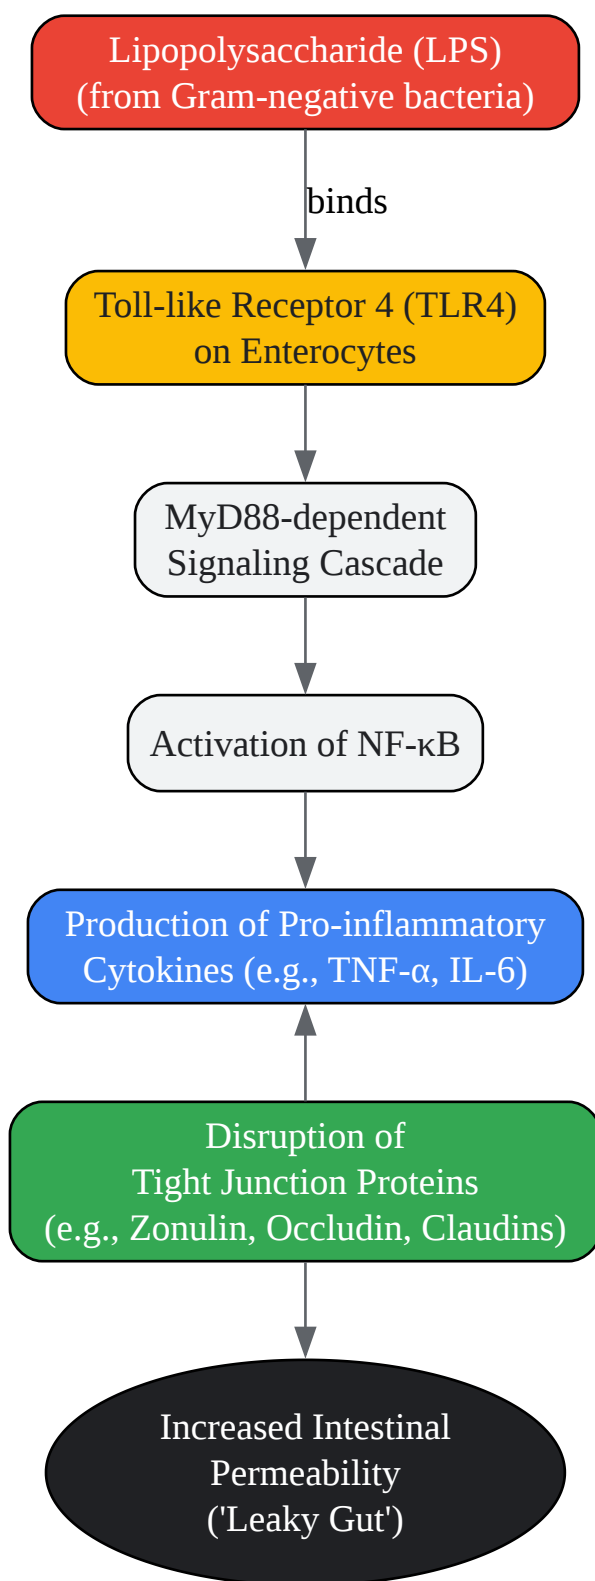 Lipopolysaccharide (LPS)
(from Gram-negative bacteria)
binds
Toll-like Receptor 4 (TLR4)
on Enterocytes
MyD88-dependent
Signaling Cascade
Activation of NF-κB
Production of Pro-inflammatory
Cytokines (e.g., TNF-α, IL-6)
Disruption of
Tight Junction Proteins
(e.g., Zonulin, Occludin, Claudins)
Increased Intestinal
Permeability
('Leaky Gut')